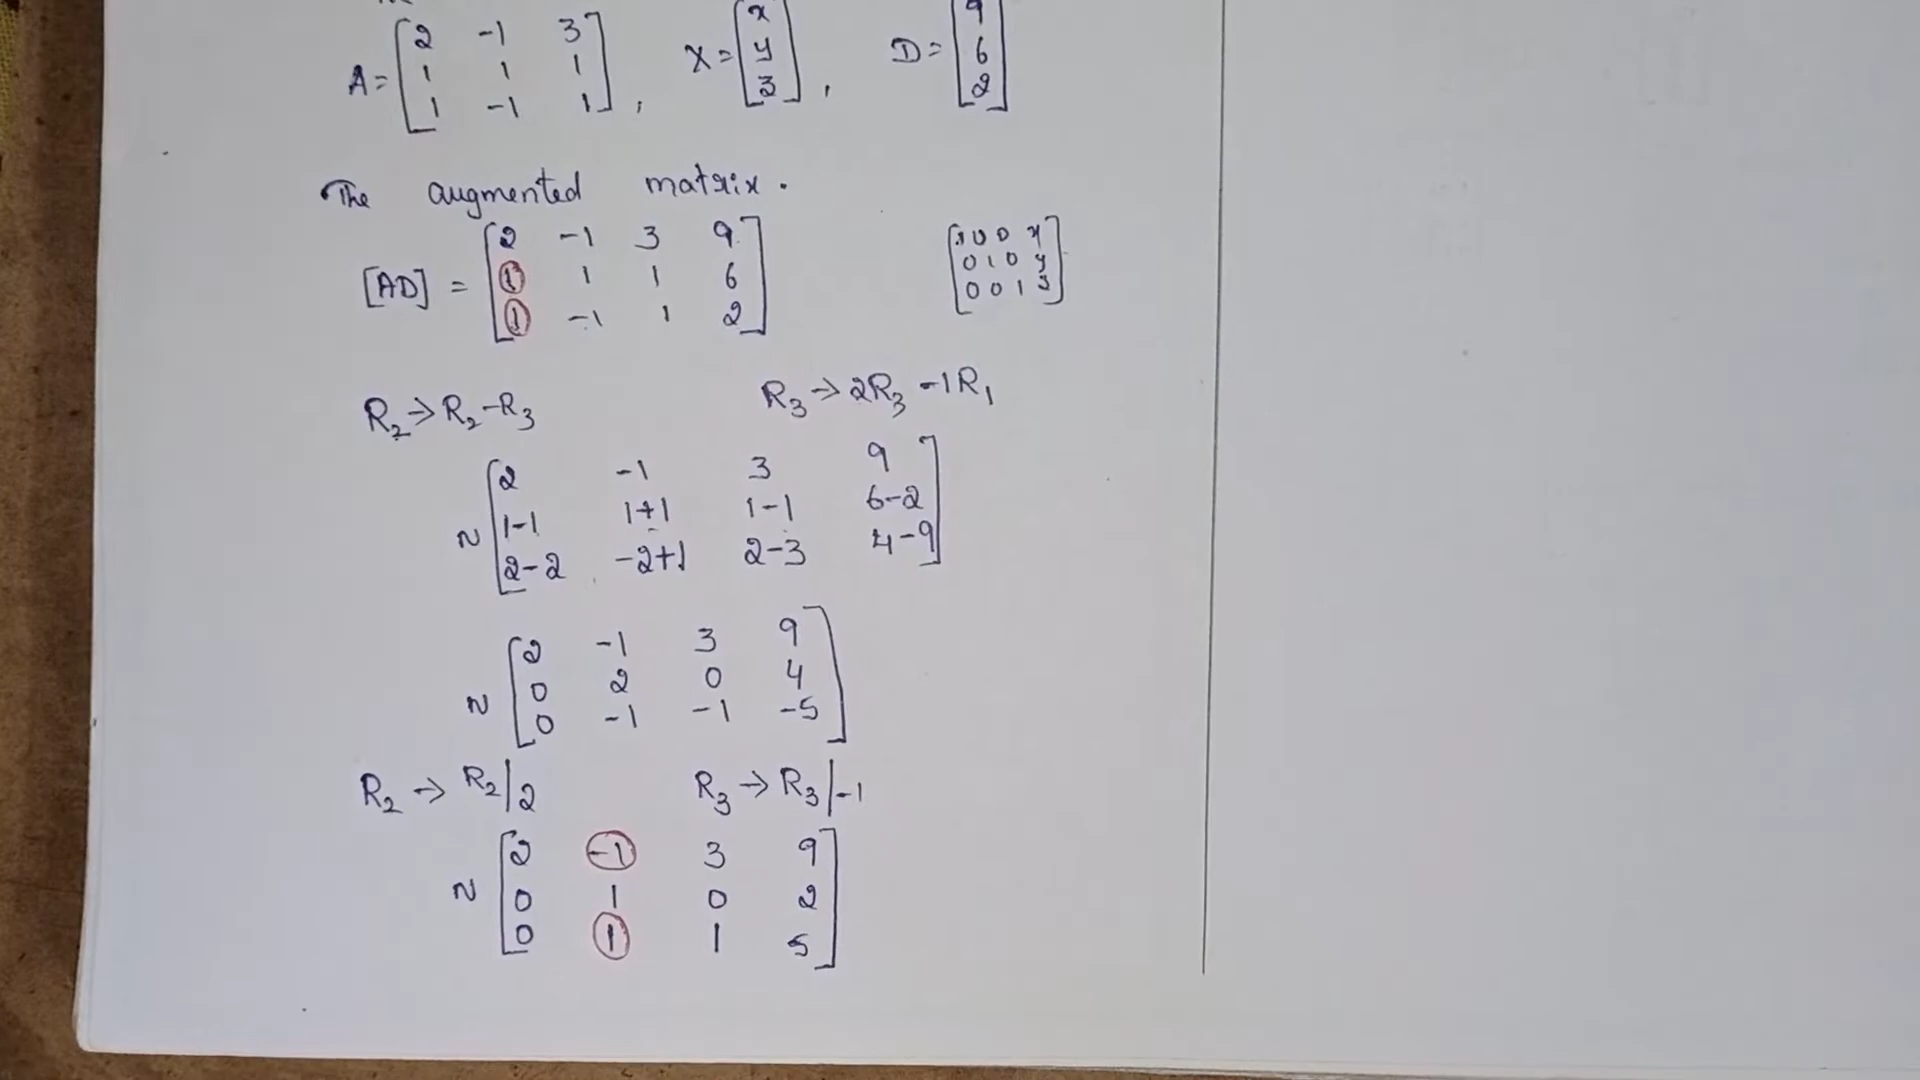 A = [2 -1 3
1 1 1
1 -1 1], X = [x
y
z], D = [9
6
2]
The augmented matrix.
[AD] = [2 -1 3 9
1 1 1 6
1 -1 1 2]
[1 0 0 x
0 1 0 y
0 0 1 z]
R₂→R₂-R₃ R₃→2R₃-1R₁
~ [2 -1 3 9
1-1 1+1 1-1 6-2
2-2 -2+1 2-3 4-9]
~ [2 -1 3 9
0 2 0 4
0 -1 -1 -5]
R₂→R₂|2 R₃→R₃|-1
~ [2 -1 3 9
0 1 0 2
0 1 1 5]